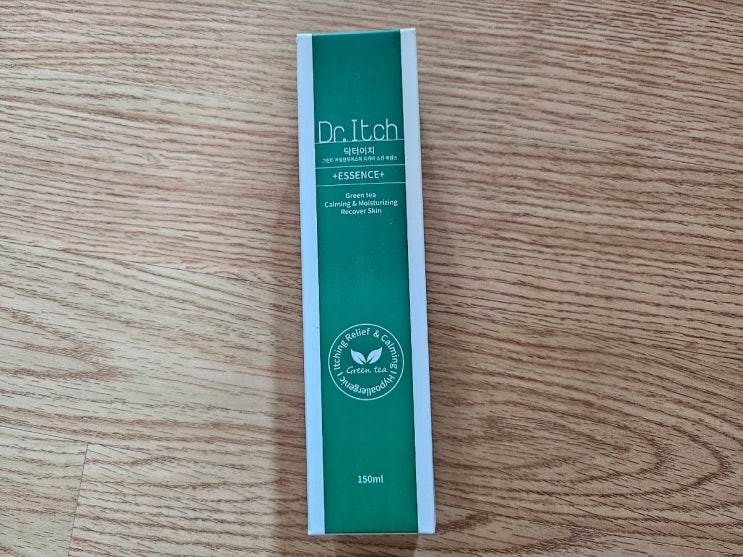 Dr.Itch
닥터이치
+ESSENCE+
Green tea
Calming & Moisturizing
Recover Skin
Itching Relief & Calming | Hypoallergenic |
Green tea
150ml